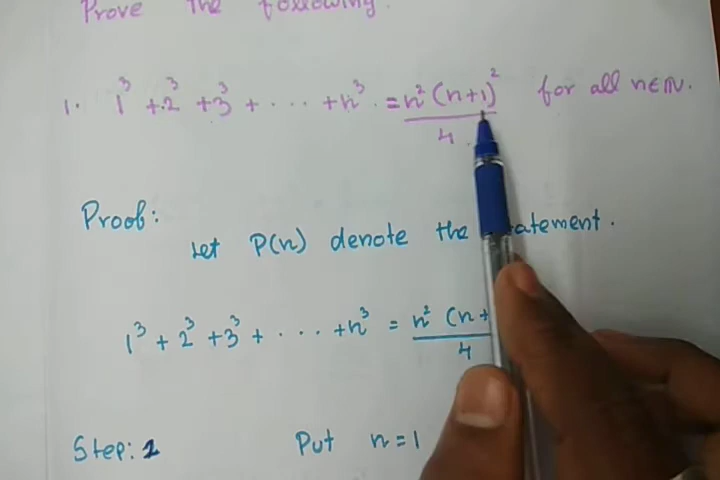 Prove the following.
1. 1³ + 2³ + 3³ + . . . . + n³ = n²(n+1)²/4 for all n∈N.
Proof:
Let P(n) denote the
1³ + 2³ + 3³ + . . . . + n³ = n² (n+ /4
Step: 1 Put n=1